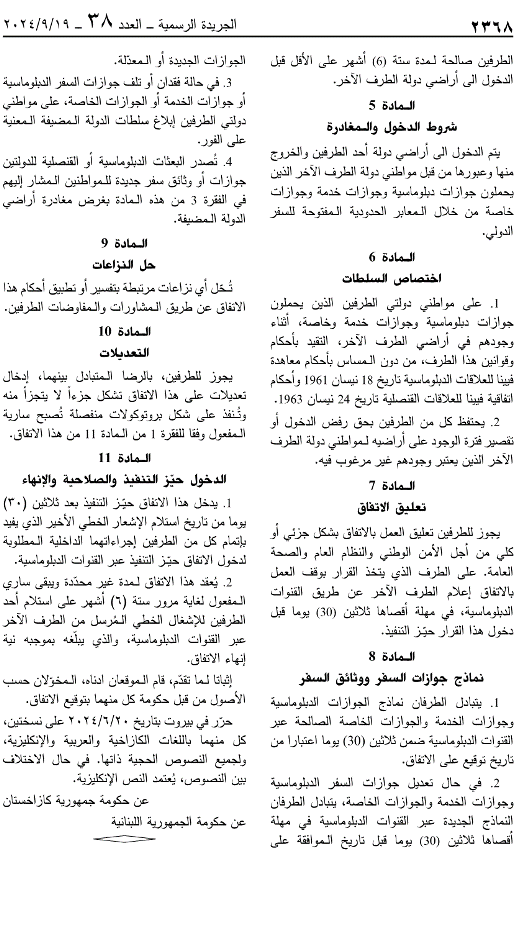 ٢٣٦٨
الجريدة الرسمية ــ العدد ٣٨ ــ ٢٠٢٤/٩/١٩
الطرفين صالحة لمدة ستة (6) أشهر على الأقل قبل
الدخول الى أراضي دولة الطرف الآخر.
المادة 5
شروط الدخول والمغادرة
يتم الدخول الى أراضي دولة أحد الطرفين والخروج
منها وعبورها من قبل مواطني دولة الطرف الآخر الذين
يحملون جوازات دبلوماسية وجوازات خدمة وجوازات
خاصة من خلال المعابر الحدودية المفتوحة للسفر
الدولي.
المادة 6
اختصاص السلطات
1. على مواطني دولتي الطرفين الذين يحملون
جوازات دبلوماسية وجوازات خدمة وخاصة، أثناء
وجودهم في أراضي الطرف الآخر، التقيد بأحكام
وقوانين هذا الطرف، من دون المساس بأحكام معاهدة
فيينا للعلاقات الدبلوماسية تاريخ 18 نيسان 1961 وأحكام
اتفاقية فيينا للعلاقات القنصلية تاريخ 24 نيسان 1963.
2. يحتفظ كل من الطرفين بحق رفض الدخول أو
تقصير فترة الوجود على أراضيه لمواطني دولة الطرف
الآخر الذين يعتبر وجودهم غير مرغوب فيه.
المادة 7
تعليق الاتفاق
يجوز للطرفين تعليق العمل بالاتفاق بشكل جزئي أو
كلي من أجل الأمن الوطني والنظام العام والصحة
العامة. على الطرف الذي يتخذ القرار بوقف العمل
بالاتفاق إعلام الطرف الآخر عن طريق القنوات
الدبلوماسية، في مهلة أقصاها ثلاثين (30) يوما قبل
دخول هذا القرار حيّز التنفيذ.
المادة 8
نماذج جوازات السفر ووثائق السفر
1. يتبادل الطرفان نماذج الجوازات الدبلوماسية
وجوازات الخدمة والجوازات الخاصة الصالحة عبر
القنوات الدبلوماسية ضمن ثلاثين (30) يوما اعتبارا من
تاريخ توقيع على الاتفاق.
2. في حال تعديل جوازات السفر الدبلوماسية
وجوازات الخدمة والجوازات الخاصة، يتبادل الطرفان
النماذج الجديدة عبر القنوات الدبلوماسية في مهلة
أقصاها ثلاثين (30) يوما قبل تاريخ الموافقة على
الجوازات الجديدة أو المعدّلة.
3. في حالة فقدان أو تلف جوازات السفر الدبلوماسية
أو جوازات الخدمة أو الجوازات الخاصة، على مواطني
دولتي الطرفين إبلاغ سلطات الدولة المضيفة المعنية
على الفور.
4. تُصدر البعثات الدبلوماسية أو القنصلية للدولتين
جوازات أو وثائق سفر جديدة للمواطنين المشار إليهم
في الفقرة 3 من هذه المادة بغرض مغادرة أراضي
الدولة المضيفة.
المادة 9
حل النزاعات
تُحَل أي نزاعات مرتبطة بتفسير أو تطبيق أحكام هذا
الاتفاق عن طريق المشاورات والمفاوضات الطرفين.
المادة 10
التعديلات
يجوز للطرفين، بالرضا المتبادل بينهما، إدخال
تعديلات على هذا الاتفاق تشكل جزءاً لا يتجزأ منه
وتُنفذ على شكل بروتوكولات منفصلة تُصبح سارية
المفعول وفقا للفقرة 1 من المادة 11 من هذا الاتفاق.
المادة 11
الدخول حيّز التنفيذ والصلاحية والإنهاء
1. يدخل هذا الاتفاق حيّز التنفيذ بعد ثلاثين (٣٠)
يوما من تاريخ استلام الإشعار الخطي الأخير الذي يفيد
بإتمام كل من الطرفين إجراءاتهما الداخلية المطلوبة
لدخول الاتفاق حيّز التنفيذ عبر القنوات الدبلوماسية.
2. يُعقد هذا الاتفاق لمدة غير محدّدة ويبقى ساري
المفعول لغاية مرور ستة (٦) أشهر على استلام أحد
الطرفين للإشعال الخطي المُرسل من الطرف الآخر
عبر القنوات الدبلوماسية، والذي يبلّغه بموجبه نية
إنهاء الاتفاق.
إثباتا لما تقدّم، قام الموقعان ادناه، المخوّلان حسب
الأصول من قبل حكومة كل منهما بتوقيع الاتفاق.
حرّر في بيروت بتاريخ ٢٠٢٤/٦/٢٠ على نسختين،
كل منهما باللغات الكازاخية والعربية والإنكليزية،
ولجميع النصوص الحجية ذاتها. في حال الاختلاف
بين النصوص، يُعتمد النص الإنكليزية.
عن حكومة جمهورية كازاخستان
عن حكومة الجمهورية اللبنانية